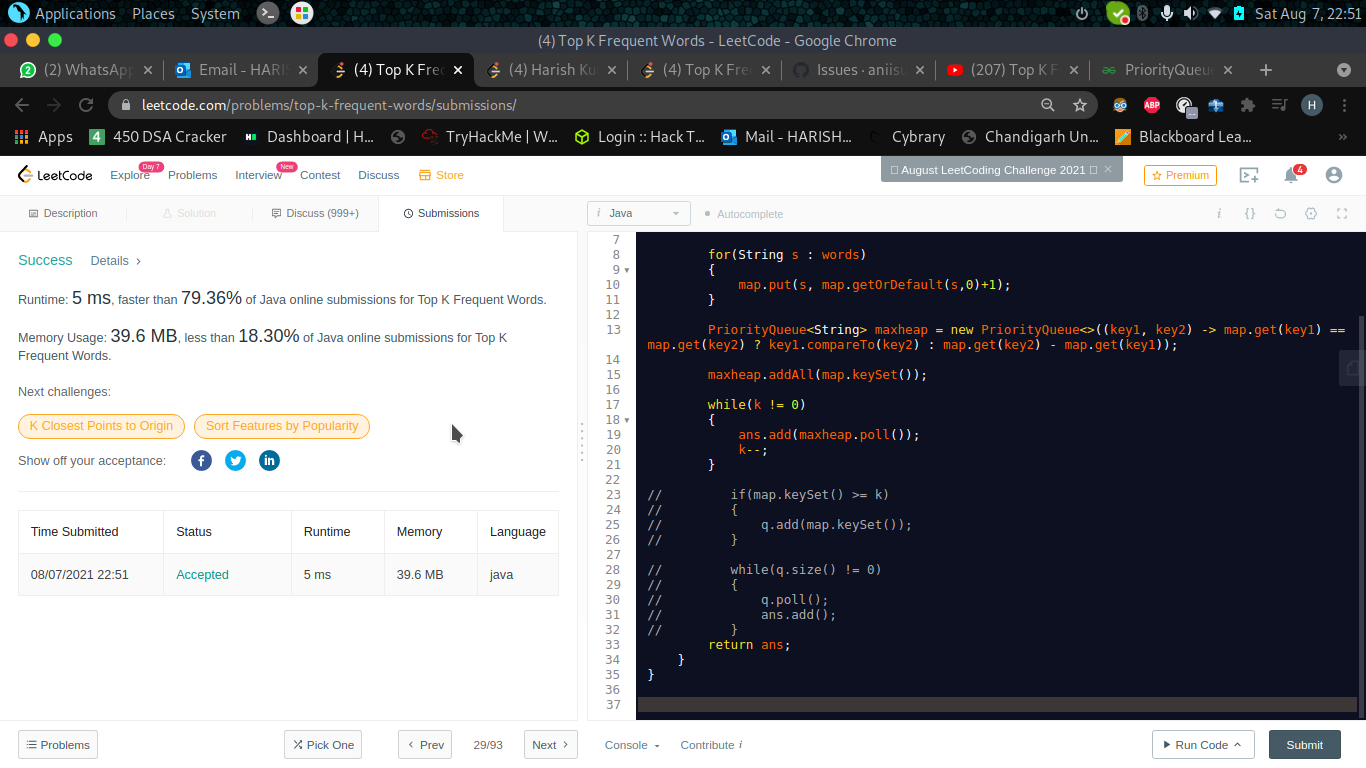 Applications Places System Sat Aug 7, 22:51
(4) Top K Frequent Words - LeetCode - Google Chrome
(2) WhatsApp Email - HARIS (4) Top K Fre (4) Harish Ku (4) Top K Fre Issues · aniisu (207) Top K F PriorityQueue
leetcode.com/problems/top-k-frequent-words/submissions/ ABP H
Apps 4 450 DSA Cracker Dashboard | H... TryHackMe | W... Login :: Hack T... Mail - HARISH... Cybrary Chandigarh Un... Blackboard Lea... »
LeetCode Explore Day 7 Problems Interview New Contest Discuss Store August LeetCoding Challenge 2021 Premium 4
Description Solution Discuss (999+) Submissions
i Java Autocomplete
Success Details >
Runtime: 5 ms, faster than 79.36% of Java online submissions for Top K Frequent Words.
Memory Usage: 39.6 MB, less than 18.30% of Java online submissions for Top K
Frequent Words.
Next challenges:
K Closest Points to Origin Sort Features by Popularity
Show off your acceptance:
Time Submitted Status Runtime Memory Language
08/07/2021 22:51 Accepted 5 ms 39.6 MB java
7
8 for(String s : words)
9 {
10 map.put(s, map.getOrDefault(s,0)+1);
11 }
12
13 PriorityQueue<String> maxheap = new PriorityQueue<>((key1, key2) -> map.get(key1) ==
map.get(key2) ? key1.compareTo(key2) : map.get(key2) - map.get(key1));
14
15 maxheap.addAll(map.keySet());
16
17 while(k != 0)
18 {
19 ans.add(maxheap.poll());
20 k--;
21 }
22
23 // if(map.keySet() >= k)
24 // {
25 // q.add(map.keySet());
26 // }
27
28 // while(q.size() != 0)
29 // {
30 // q.poll();
31 // ans.add();
32 // }
33 return ans;
34 }
35 }
36
37
Problems Pick One < Prev 29/93 Next > Console Contribute i Run Code Submit